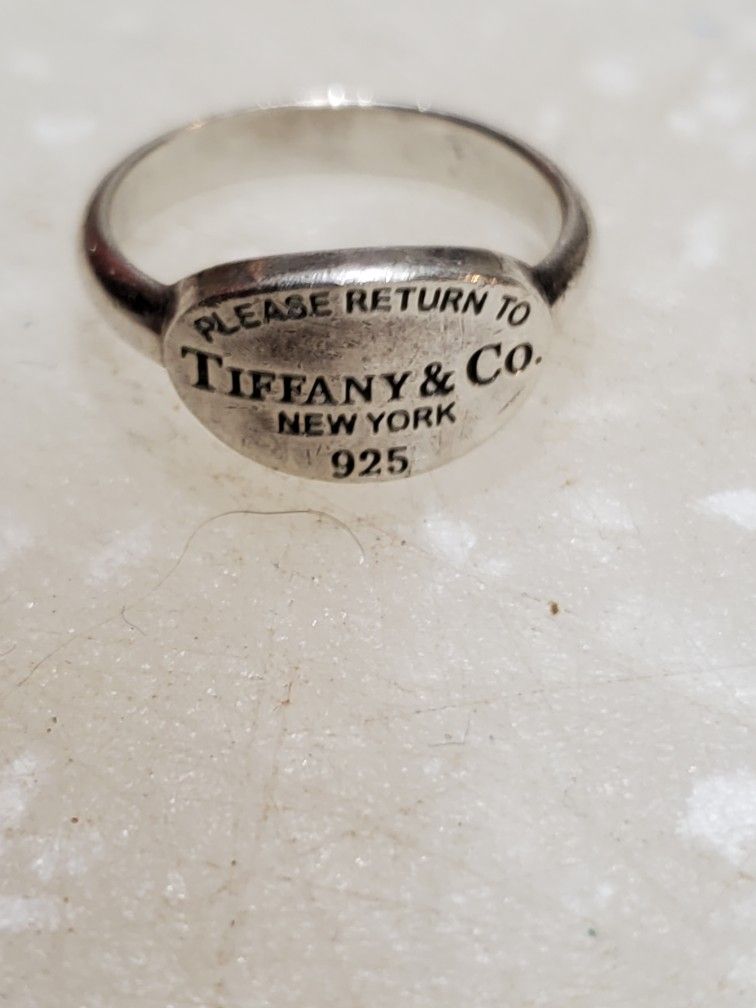 PLEASE RETURN TO
TIFFANY & CO.
NEW YORK
925